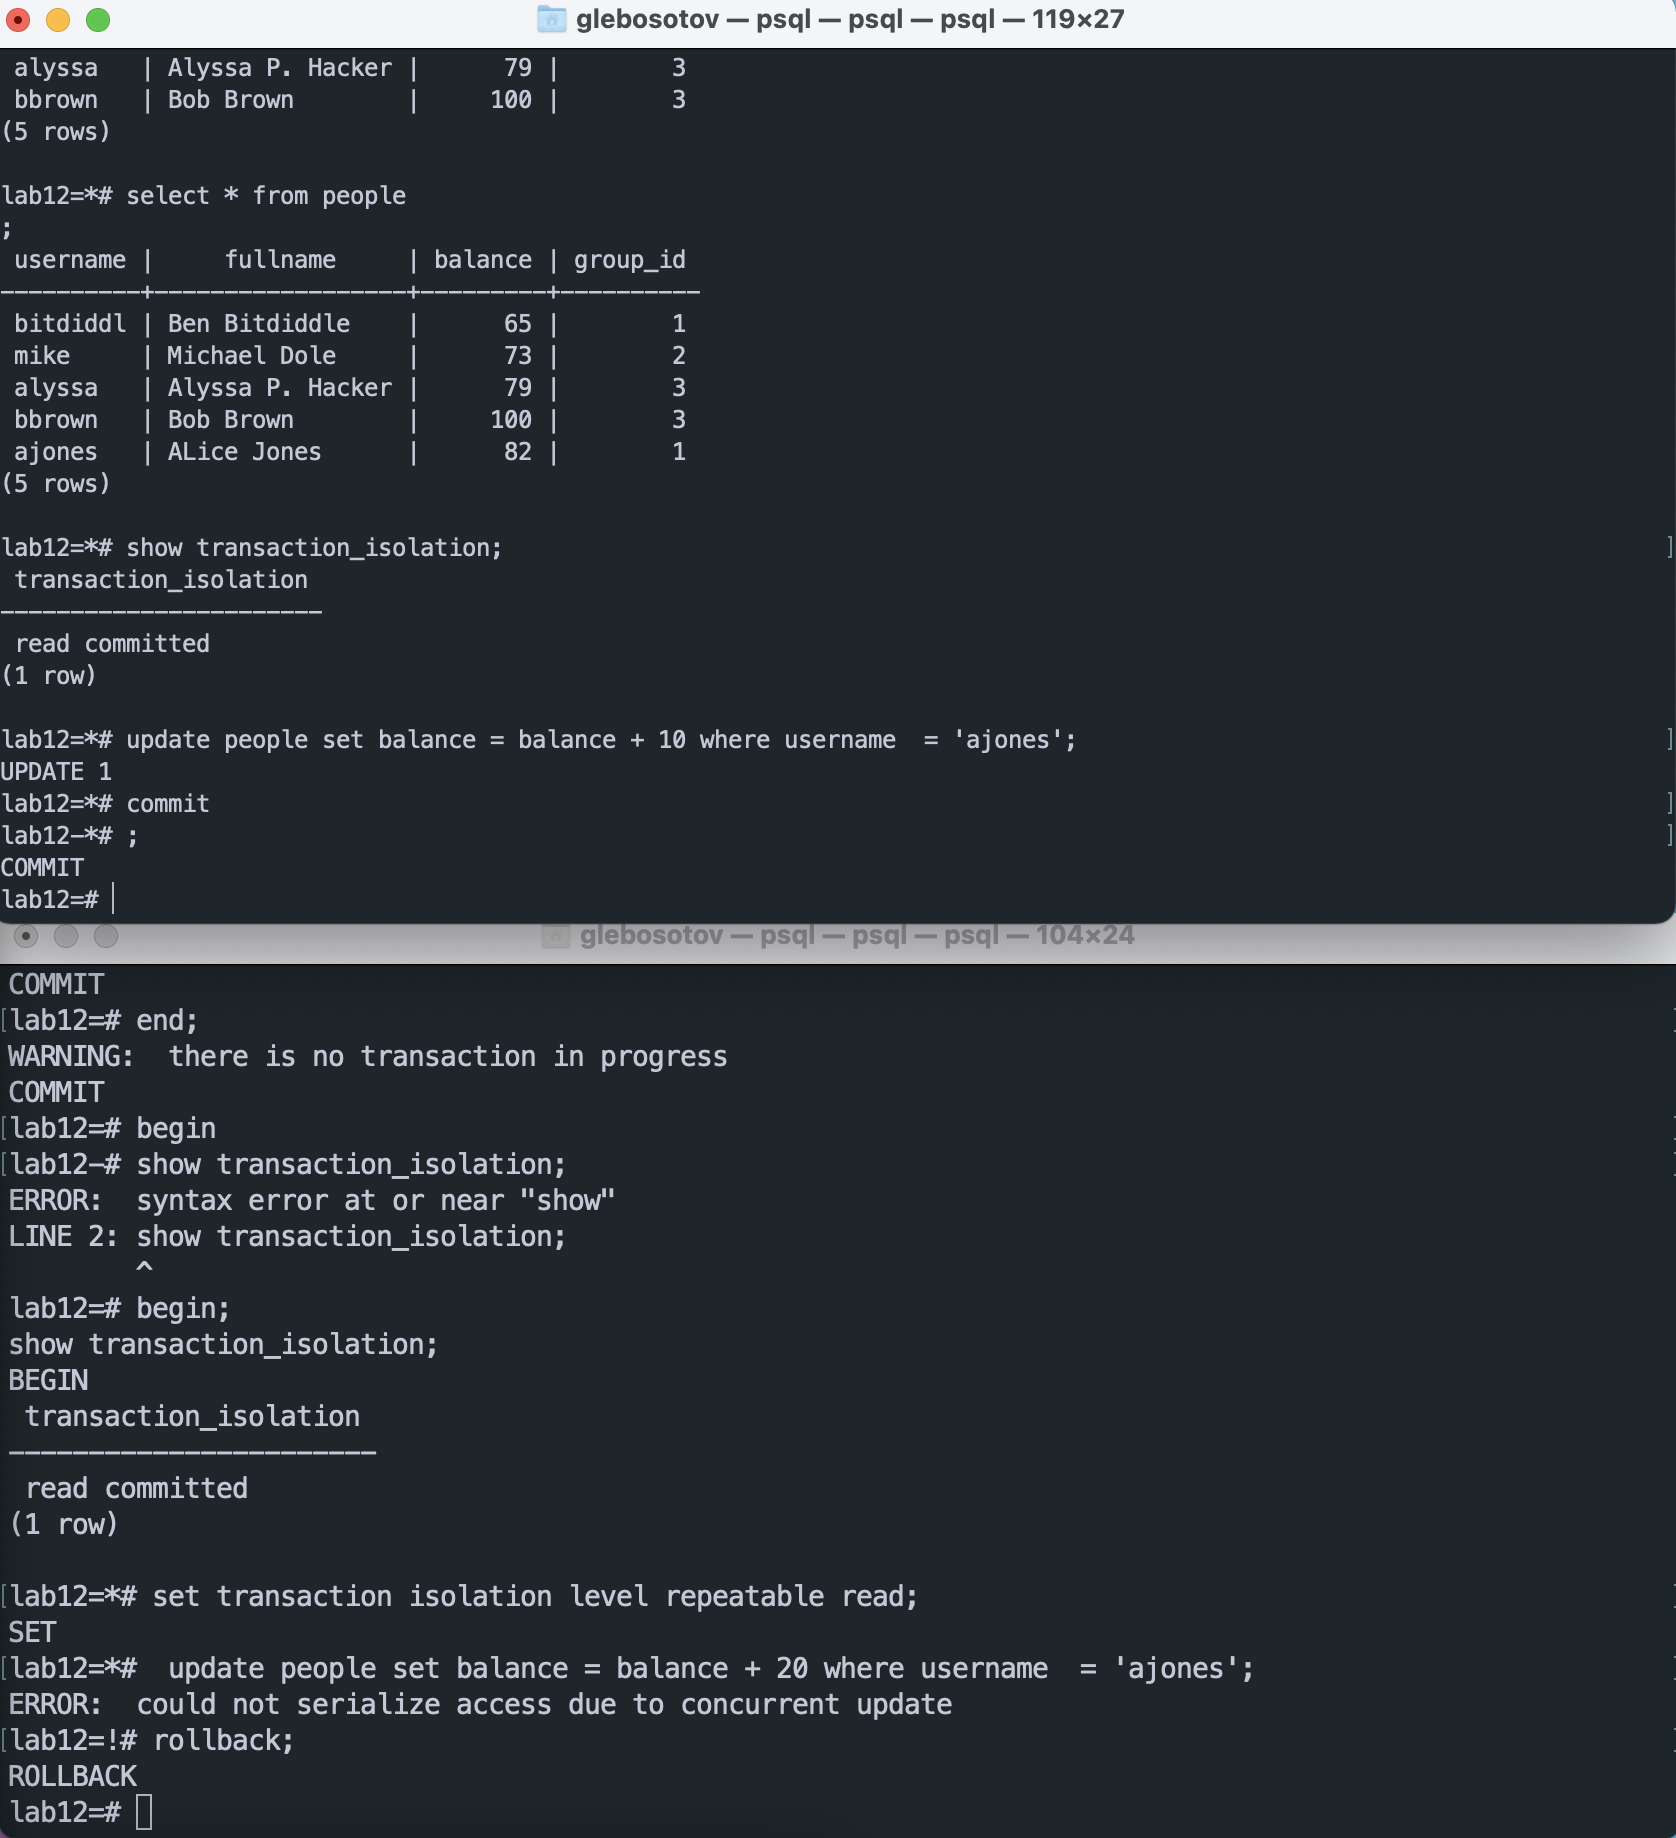 glebosotov — psql — psql — psql — 119×27
 alyssa   | Alyssa P. Hacker |      79 |        3
 bbrown   | Bob Brown        |     100 |        3
(5 rows)
lab12=*# select * from people
;
 username |     fullname     | balance | group_id
----------+------------------+---------+----------
 bitdiddl | Ben Bitdiddle    |      65 |        1
 mike     | Michael Dole     |      73 |        2
 alyssa   | Alyssa P. Hacker |      79 |        3
 bbrown   | Bob Brown        |     100 |        3
 ajones   | ALice Jones      |      82 |        1
(5 rows)
lab12=*# show transaction_isolation;
 transaction_isolation
-----------------------
 read committed
(1 row)
lab12=*# update people set balance = balance + 10 where username  = 'ajones';
UPDATE 1
lab12=*# commit
lab12-*# ;
COMMIT
lab12=#
glebosotov — psql — psql — psql — 104×24
COMMIT
lab12=# end;
WARNING:  there is no transaction in progress
COMMIT
lab12=# begin
lab12-# show transaction_isolation;
ERROR:  syntax error at or near "show"
LINE 2: show transaction_isolation;
        ^
lab12=# begin;
show transaction_isolation;
BEGIN
 transaction_isolation
-----------------------
 read committed
(1 row)
lab12=*# set transaction isolation level repeatable read;
SET
lab12=*#  update people set balance = balance + 20 where username  = 'ajones';
ERROR:  could not serialize access due to concurrent update
lab12=!# rollback;
ROLLBACK
lab12=#